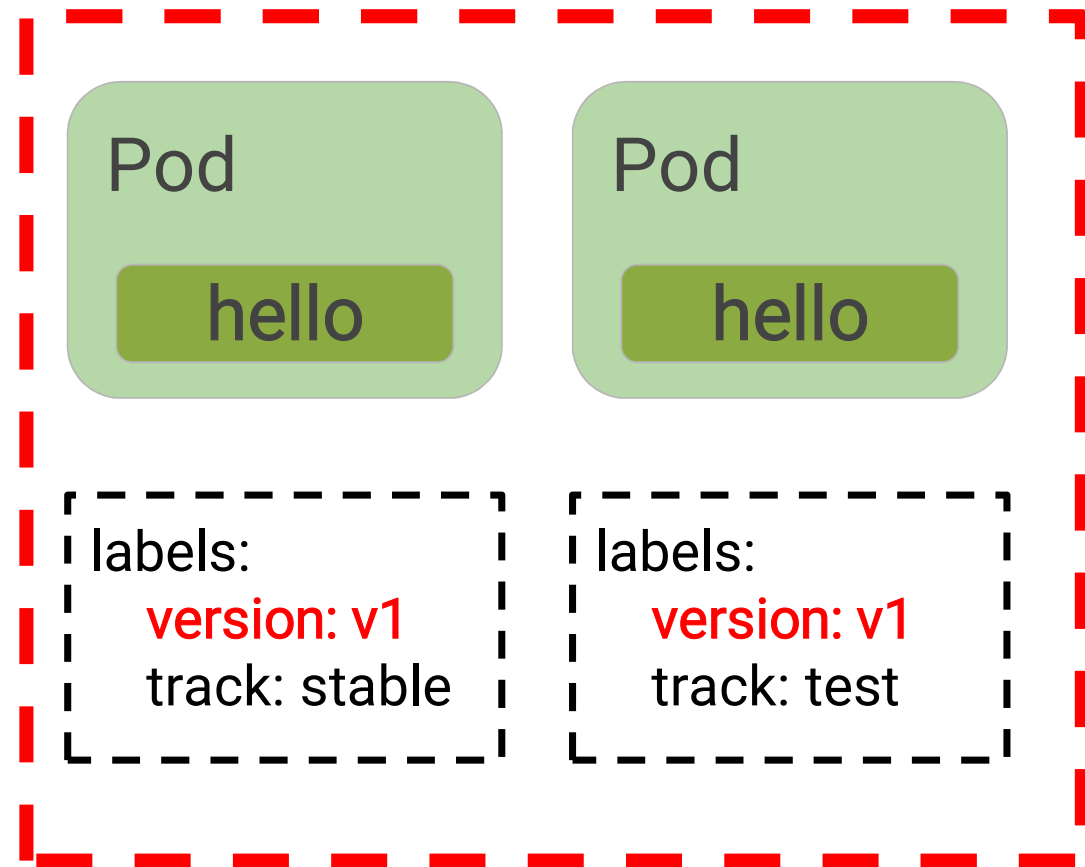 Pod
hello
labels:
version: v1
track: stable
Pod
hello
labels:
version: v1
track: test